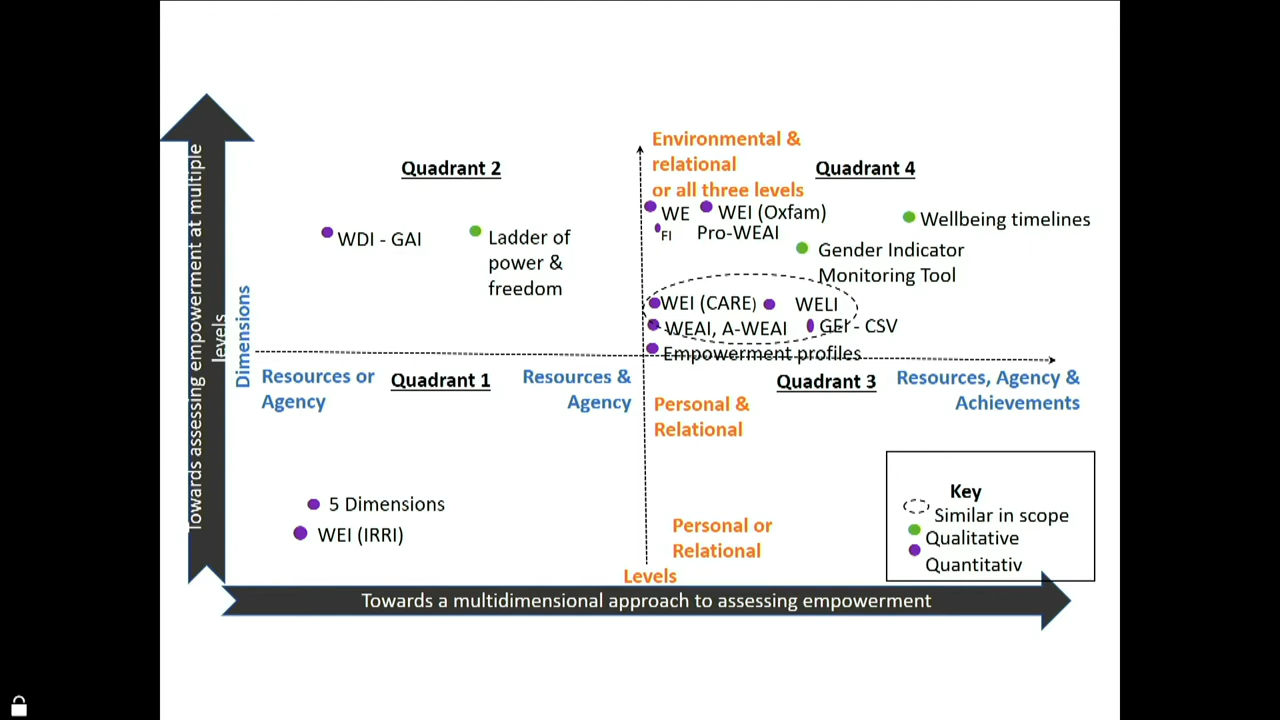 Towards assessing empowerment at multiple
levels
Dimensions
Quadrant 2
Environmental &
relational
or all three levels
Quadrant 4
WDI - GAI
Ladder of
power &
freedom
WE
FI
WEI (Oxfam)
Pro-WEAI
Wellbeing timelines
Gender Indicator
Monitoring Tool
WEI (CARE)
WELI
WEAI, A-WEAI
GEI - CSV
Empowerment profiles
Resources or
Agency
Quadrant 1
Resources &
Agency
Personal &
Relational
Quadrant 3
Resources, Agency &
Achievements
5 Dimensions
WEI (IRRI)
Personal or
Relational
Levels
Key
Similar in scope
Qualitative
Quantitativ
Towards a multidimensional approach to assessing empowerment